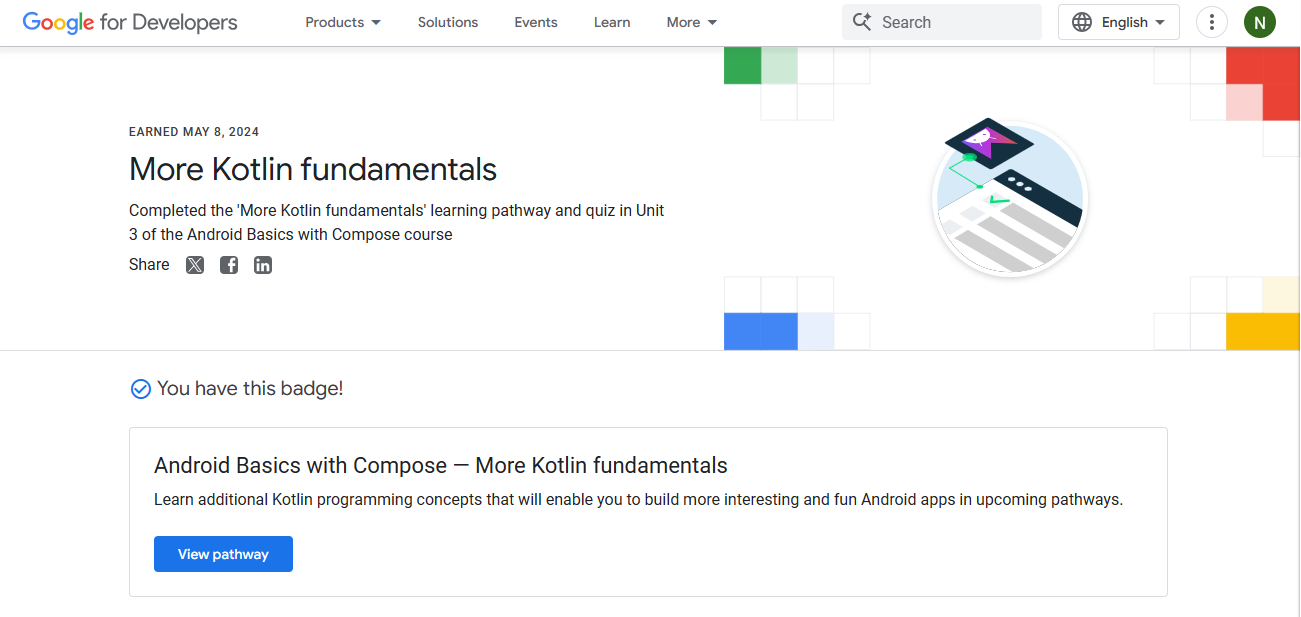 Google for Developers
Products
Solutions
Events
Learn
More
Search
English
N
EARNED MAY 8, 2024
More Kotlin fundamentals
Completed the 'More Kotlin fundamentals' learning pathway and quiz in Unit
3 of the Android Basics with Compose course
Share
You have this badge!
Android Basics with Compose — More Kotlin fundamentals
Learn additional Kotlin programming concepts that will enable you to build more interesting and fun Android apps in upcoming pathways.
View pathway